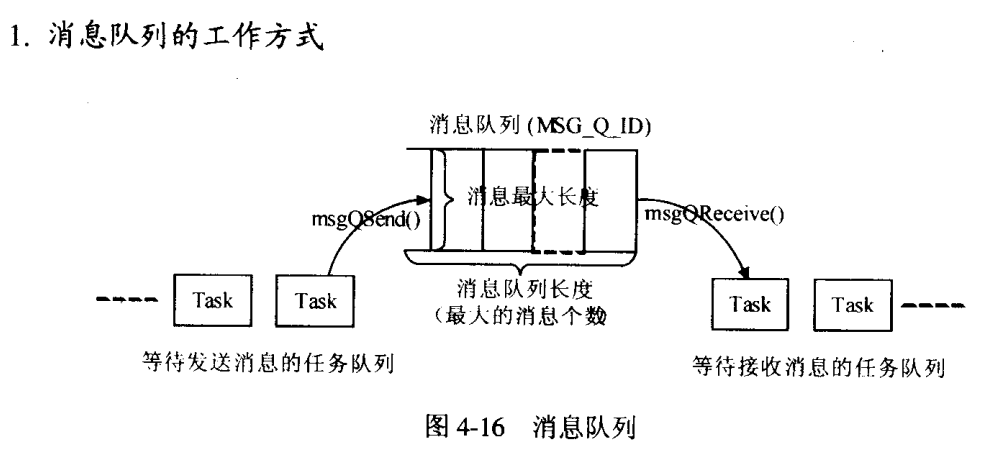 1. 消息队列的工作方式
消息队列 (MSG_Q_ID)
消息最大长度
msgQSend()
msgQReceive()
消息队列长度
（最大的消息个数
Task
Task
Task
Task
等待发送消息的任务队列
等待接收消息的任务队列
图 4-16 消息队列